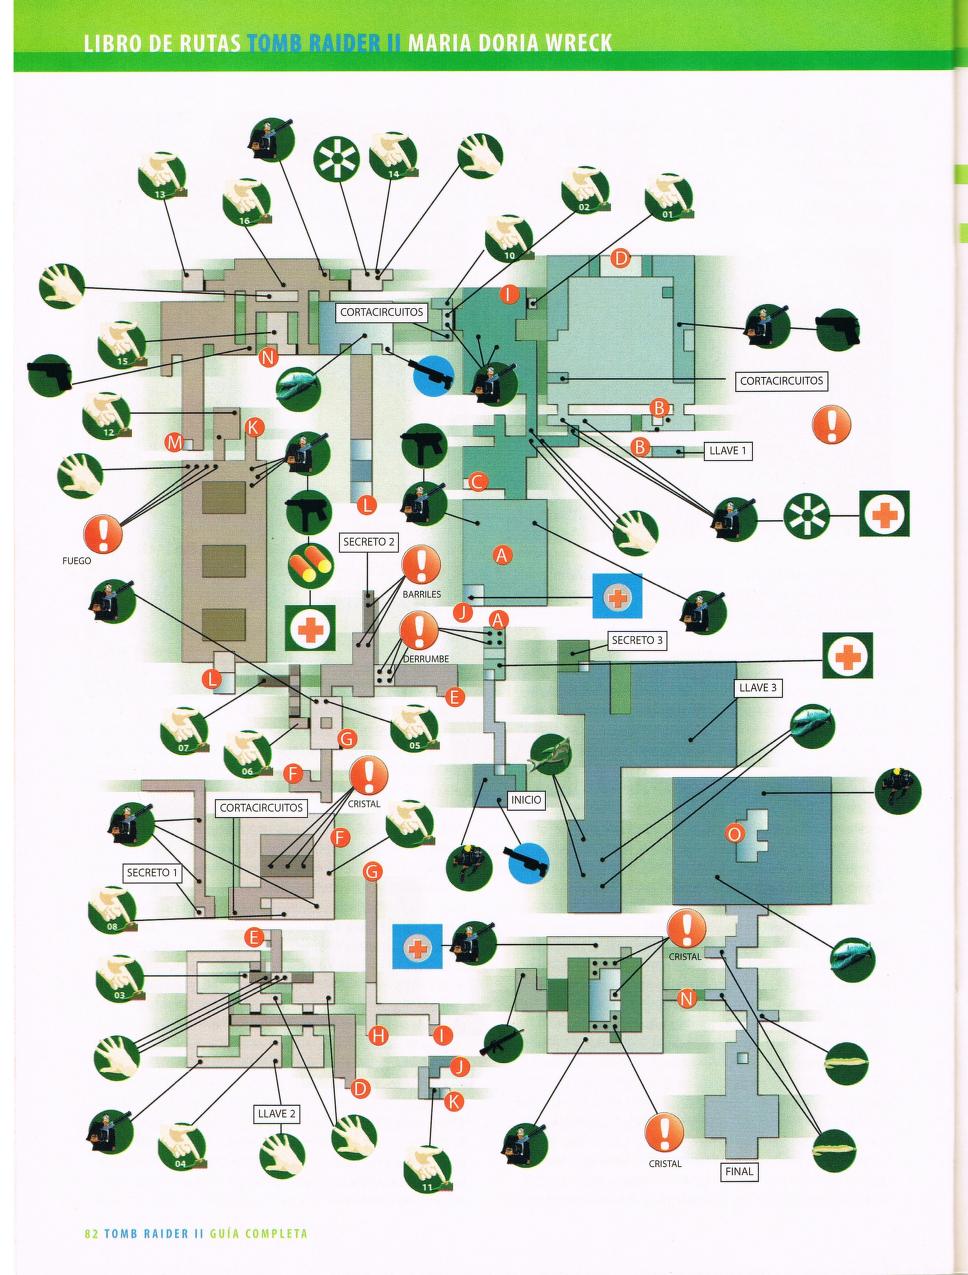 LIBRO DE RUTAS TOMB RAIDER II MARIA DORIA WRECK
13
16
14
02
01
10
D
I
CORTACIRCUITOS
15
N
CORTACIRCUITOS
12
M
K
B
B
LLAVE 1
C
L
FUEGO
SECRETO 2
A
BARRILES
J
A
DERRUMBE
SECRETO 3
L
E
LLAVE 3
07
06
G
05
F
CRISTAL
INICIO
CORTACIRCUITOS
F
O
SECRETO 1
G
08
E
CRISTAL
03
N
H
I
J
D
K
LLAVE 2
04
11
CRISTAL
FINAL
82 TOMB RAIDER II GUÍA COMPLETA